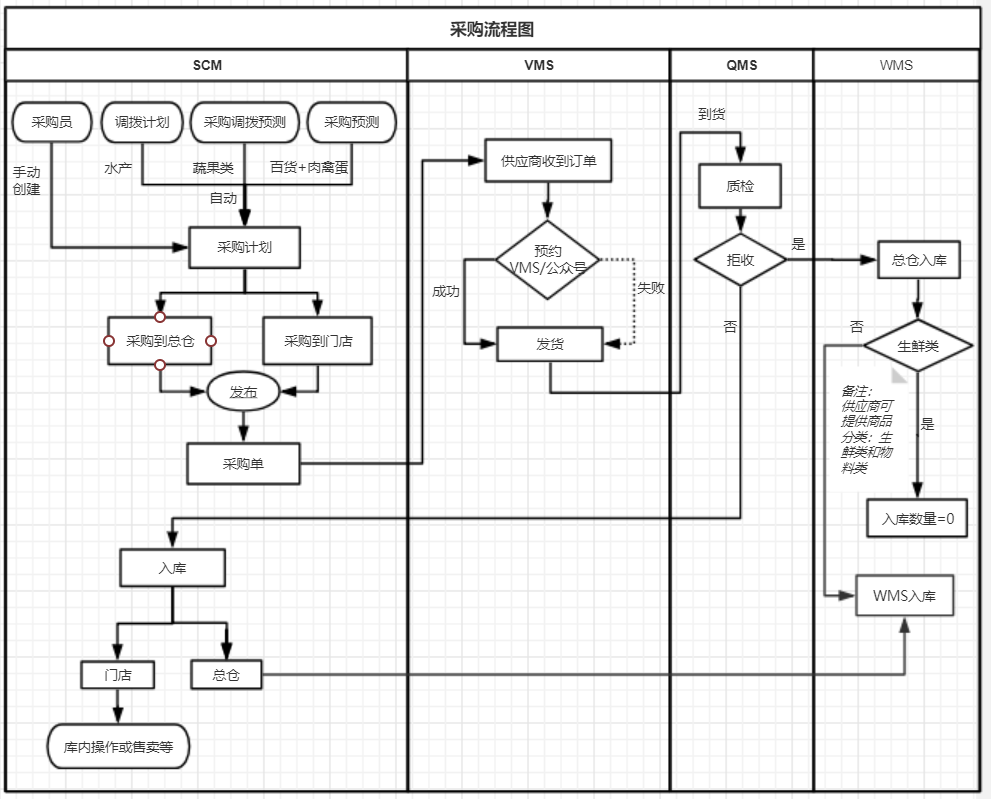 采购流程图
SCM
VMS
QMS
WMS
采购员
调拨计划
采购调拨预测
采购预测
手动
创建
水产
蔬果类
百货+肉禽蛋
自动
采购计划
采购到总仓
采购到门店
发布
采购单
入库
门店
总仓
库内操作或售卖等
供应商收到订单
预约
VMS/公众号
成功
失败
发货
到货
质检
拒收
是
否
总仓入库
生鲜类
否
是
备注：
供应商可
提供商品
分类：生
鲜类和物
料类
入库数量=0
WMS入库